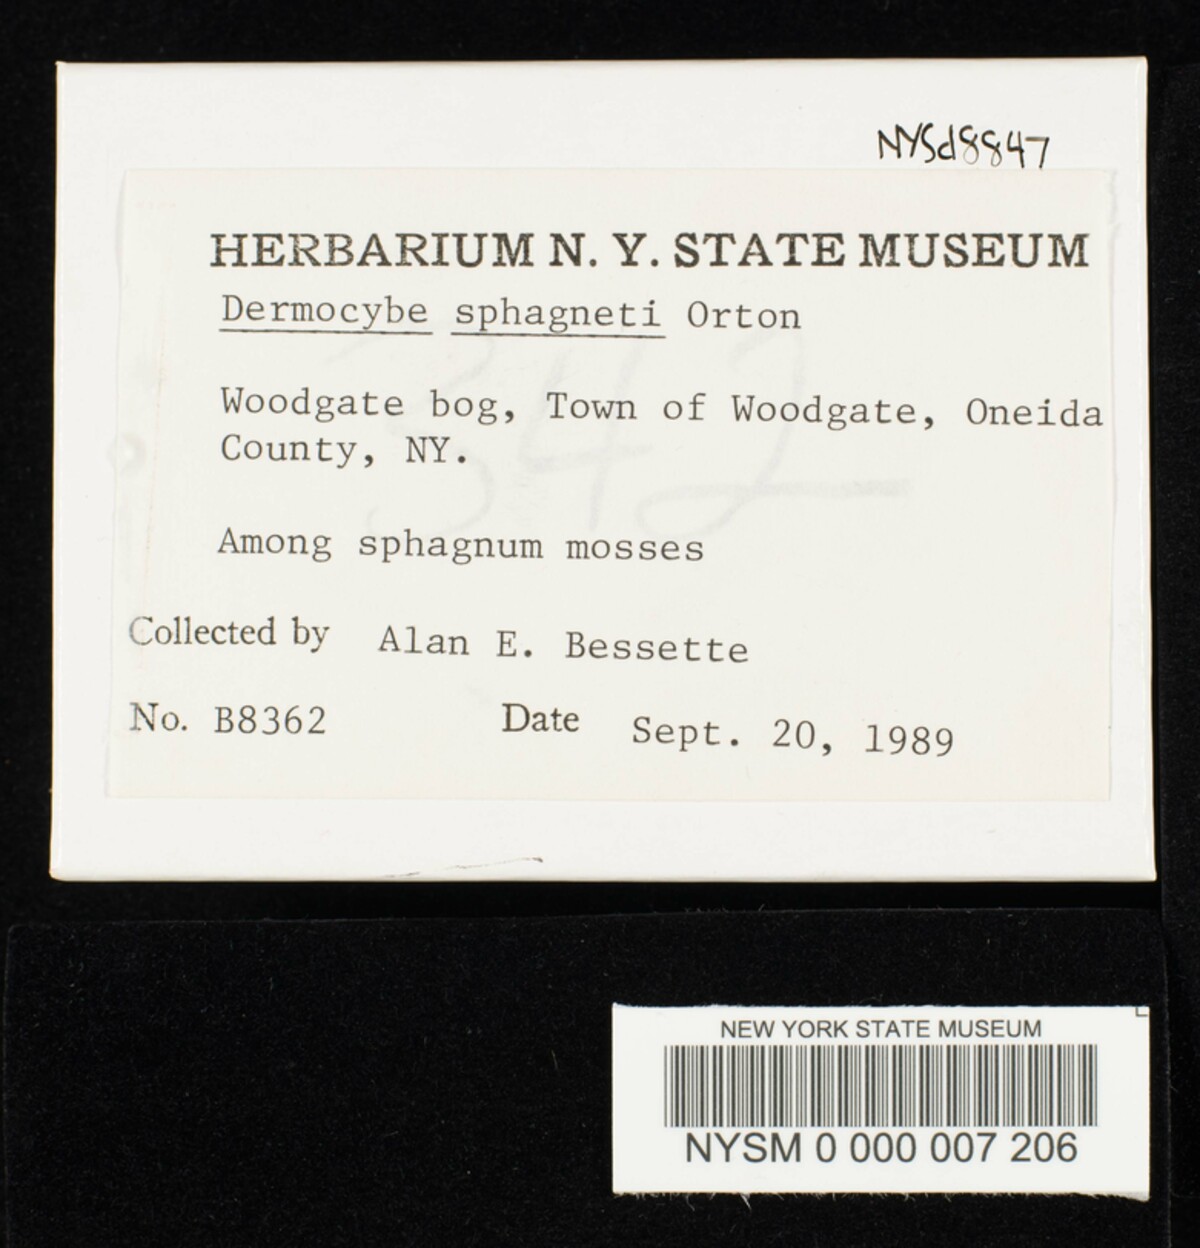 NYSd8847
HERBARIUM N. Y. STATE MUSEUM
Dermocybe sphagneti Orton
Woodgate bog, Town of Woodgate, Oneida
County, NY.
Among sphagnum mosses
Collected by Alan E. Bessette
No. B8362 Date Sept. 20, 1989
342
NEW YORK STATE MUSEUM
NYSM 0 000 007 206